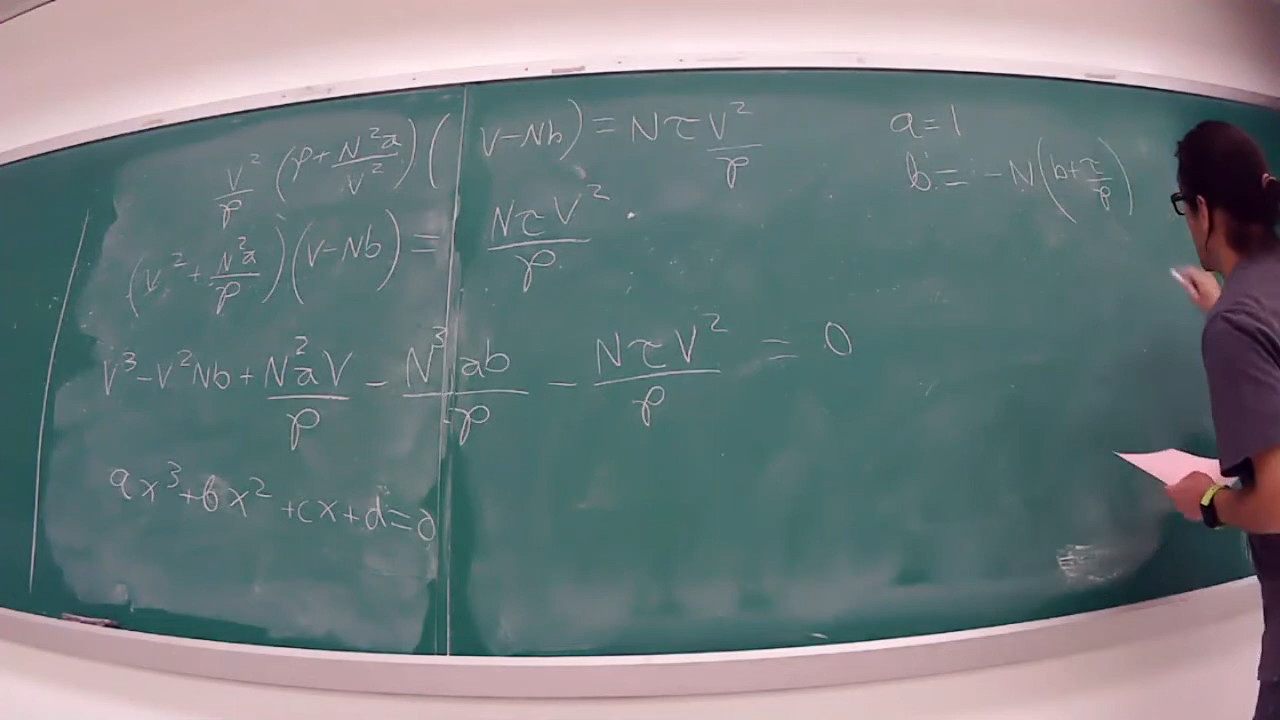 V²/p (p + N²a/V²)(V - Nb) = NτV²/p
(V² + N²a/p)(V - Nb) = NτV²/p
V³ - V²Nb + N²aV/p - N³ab/p - NτV²/p = 0
ax³ + bx² + cx + d = 0
a = 1
b = -N(b + τ/p)